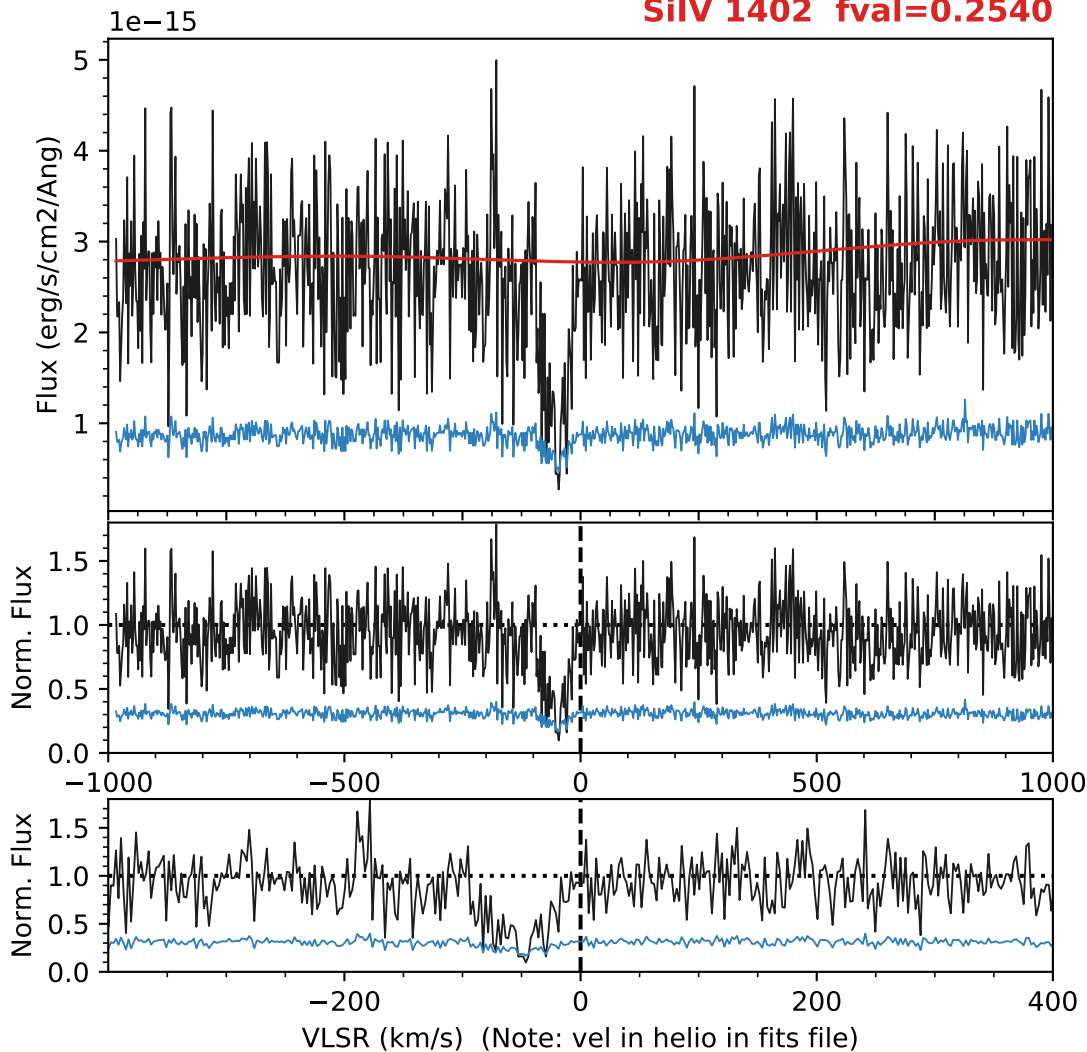 SiIV 1402 fval=0.2540
1e−15
5
4
3
2
1
Flux (erg/s/cm2/Ang)
1.5
1.0
0.5
0.0
Norm. Flux
−1000 −500 0 500 1000
1.5
1.0
0.5
0.0
Norm. Flux
−200 0 200 400
VLSR (km/s) (Note: vel in helio in fits file)